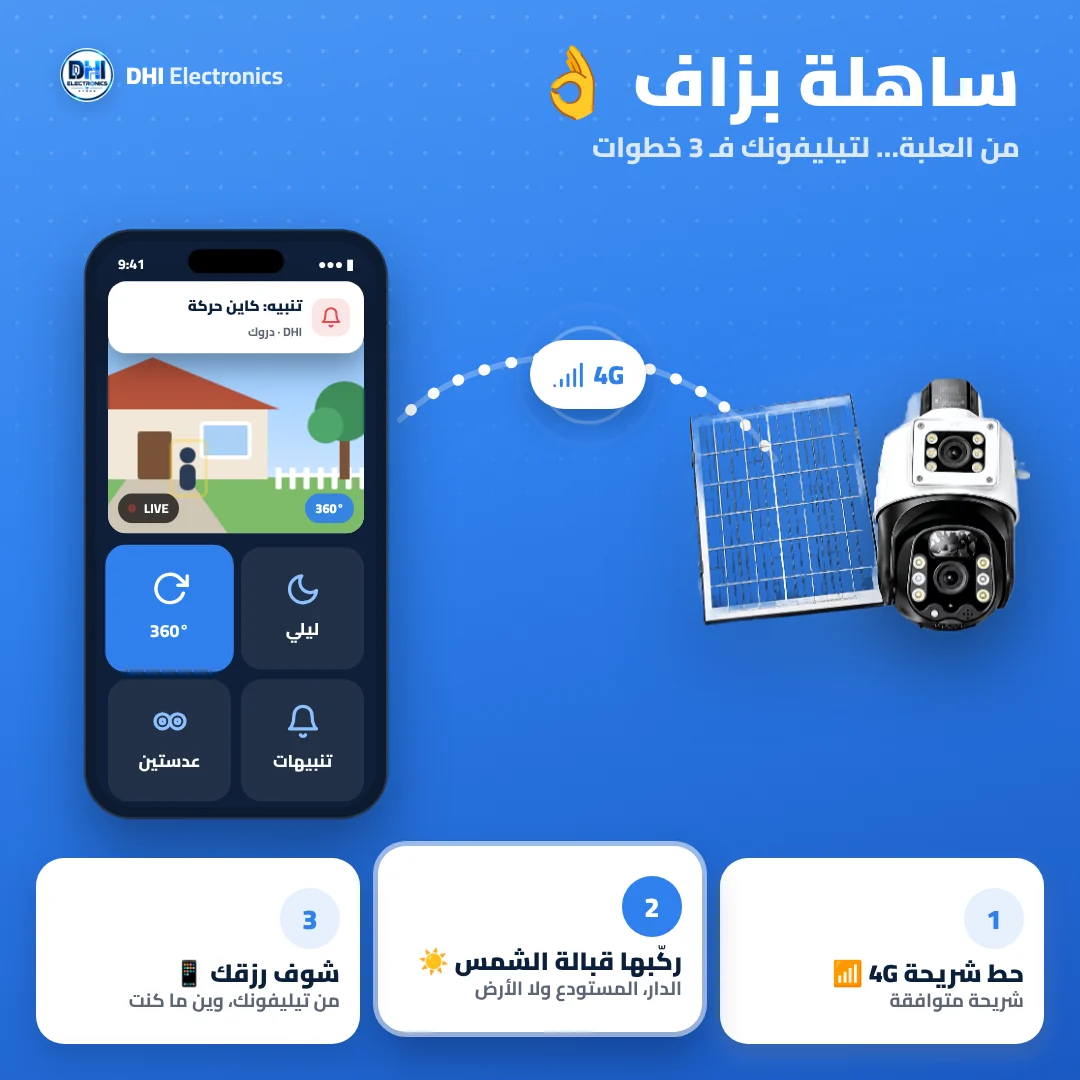 DHI ELECTRONICS
DHI Electronics
ساهلة بزاف 👌
من العلبة... لتيليفونك فـ 3 خطوات
9:41
تنبيه: كاين حركة
DHI · دروك
LIVE
360°
360°
ليلي
عدستين
تنبيهات
4G
1
حط شريحة 4G 📶
شريحة متوافقة
2
ركّبها قبالة الشمس ☀️
الدار، المستودع ولا الأرض
3
شوف رزقك 📱
من تيليفونك، وين ما كنت